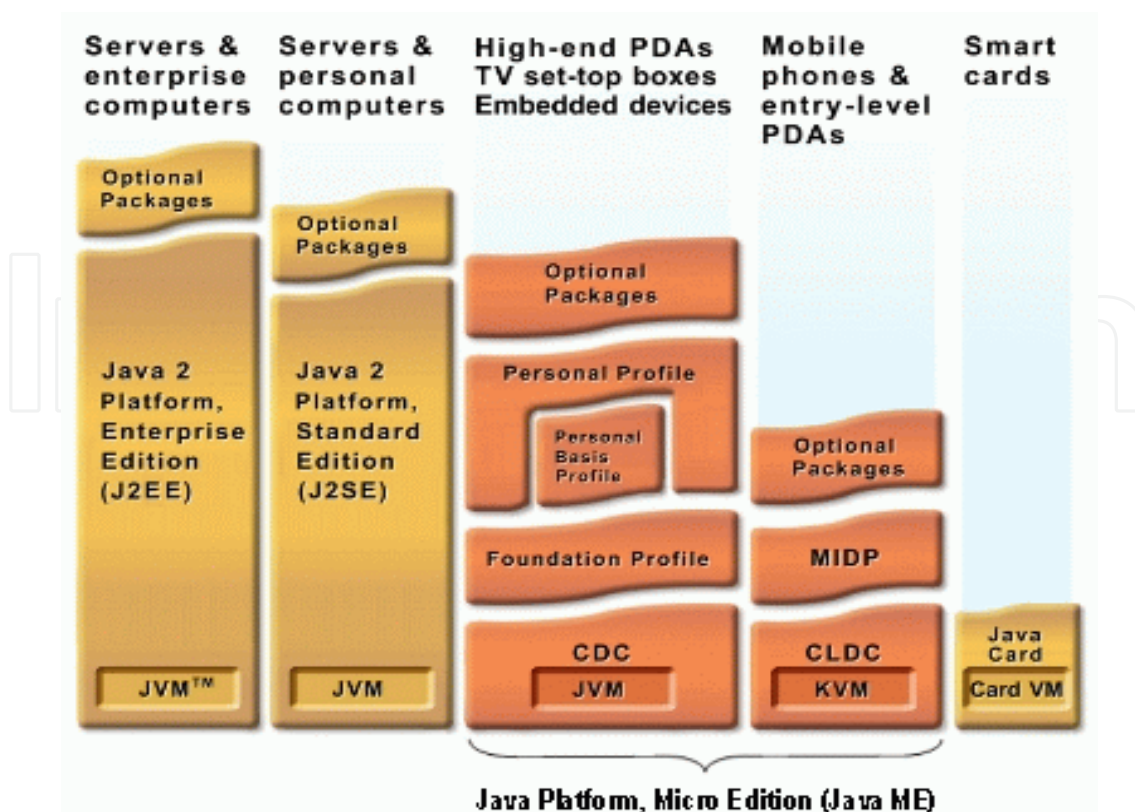 Servers &
enterprise
computers
Servers &
personal
computers
High-end PDAs
TV set-top boxes
Embedded devices
Mobile
phones &
entry-level
PDAs
Smart
cards
Optional
Packages
Java 2
Platform,
Enterprise
Edition
(J2EE)
JVM™
Optional
Packages
Java 2
Platform,
Standard
Edition
(J2SE)
JVM
Optional
Packages
Personal Profile
Personal
Basis
Profile
Foundation Profile
CDC
JVM
Optional
Packages
MIDP
CLDC
KVM
Java
Card
Card VM
Java Platform, Micro Edition (Java ME)